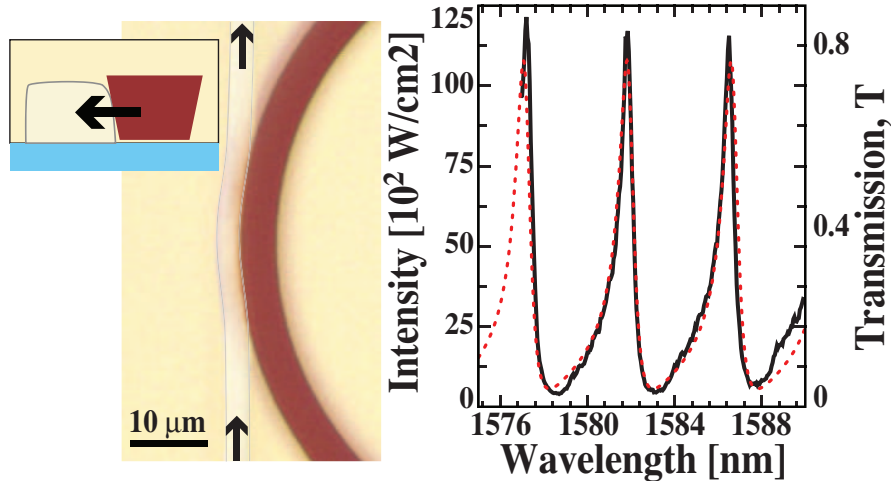 10 µm
Intensity [10² W/cm2]
125
100
75
50
25
0
Transmission, T
0.8
0.4
0
1576 1580 1584 1588
Wavelength [nm]